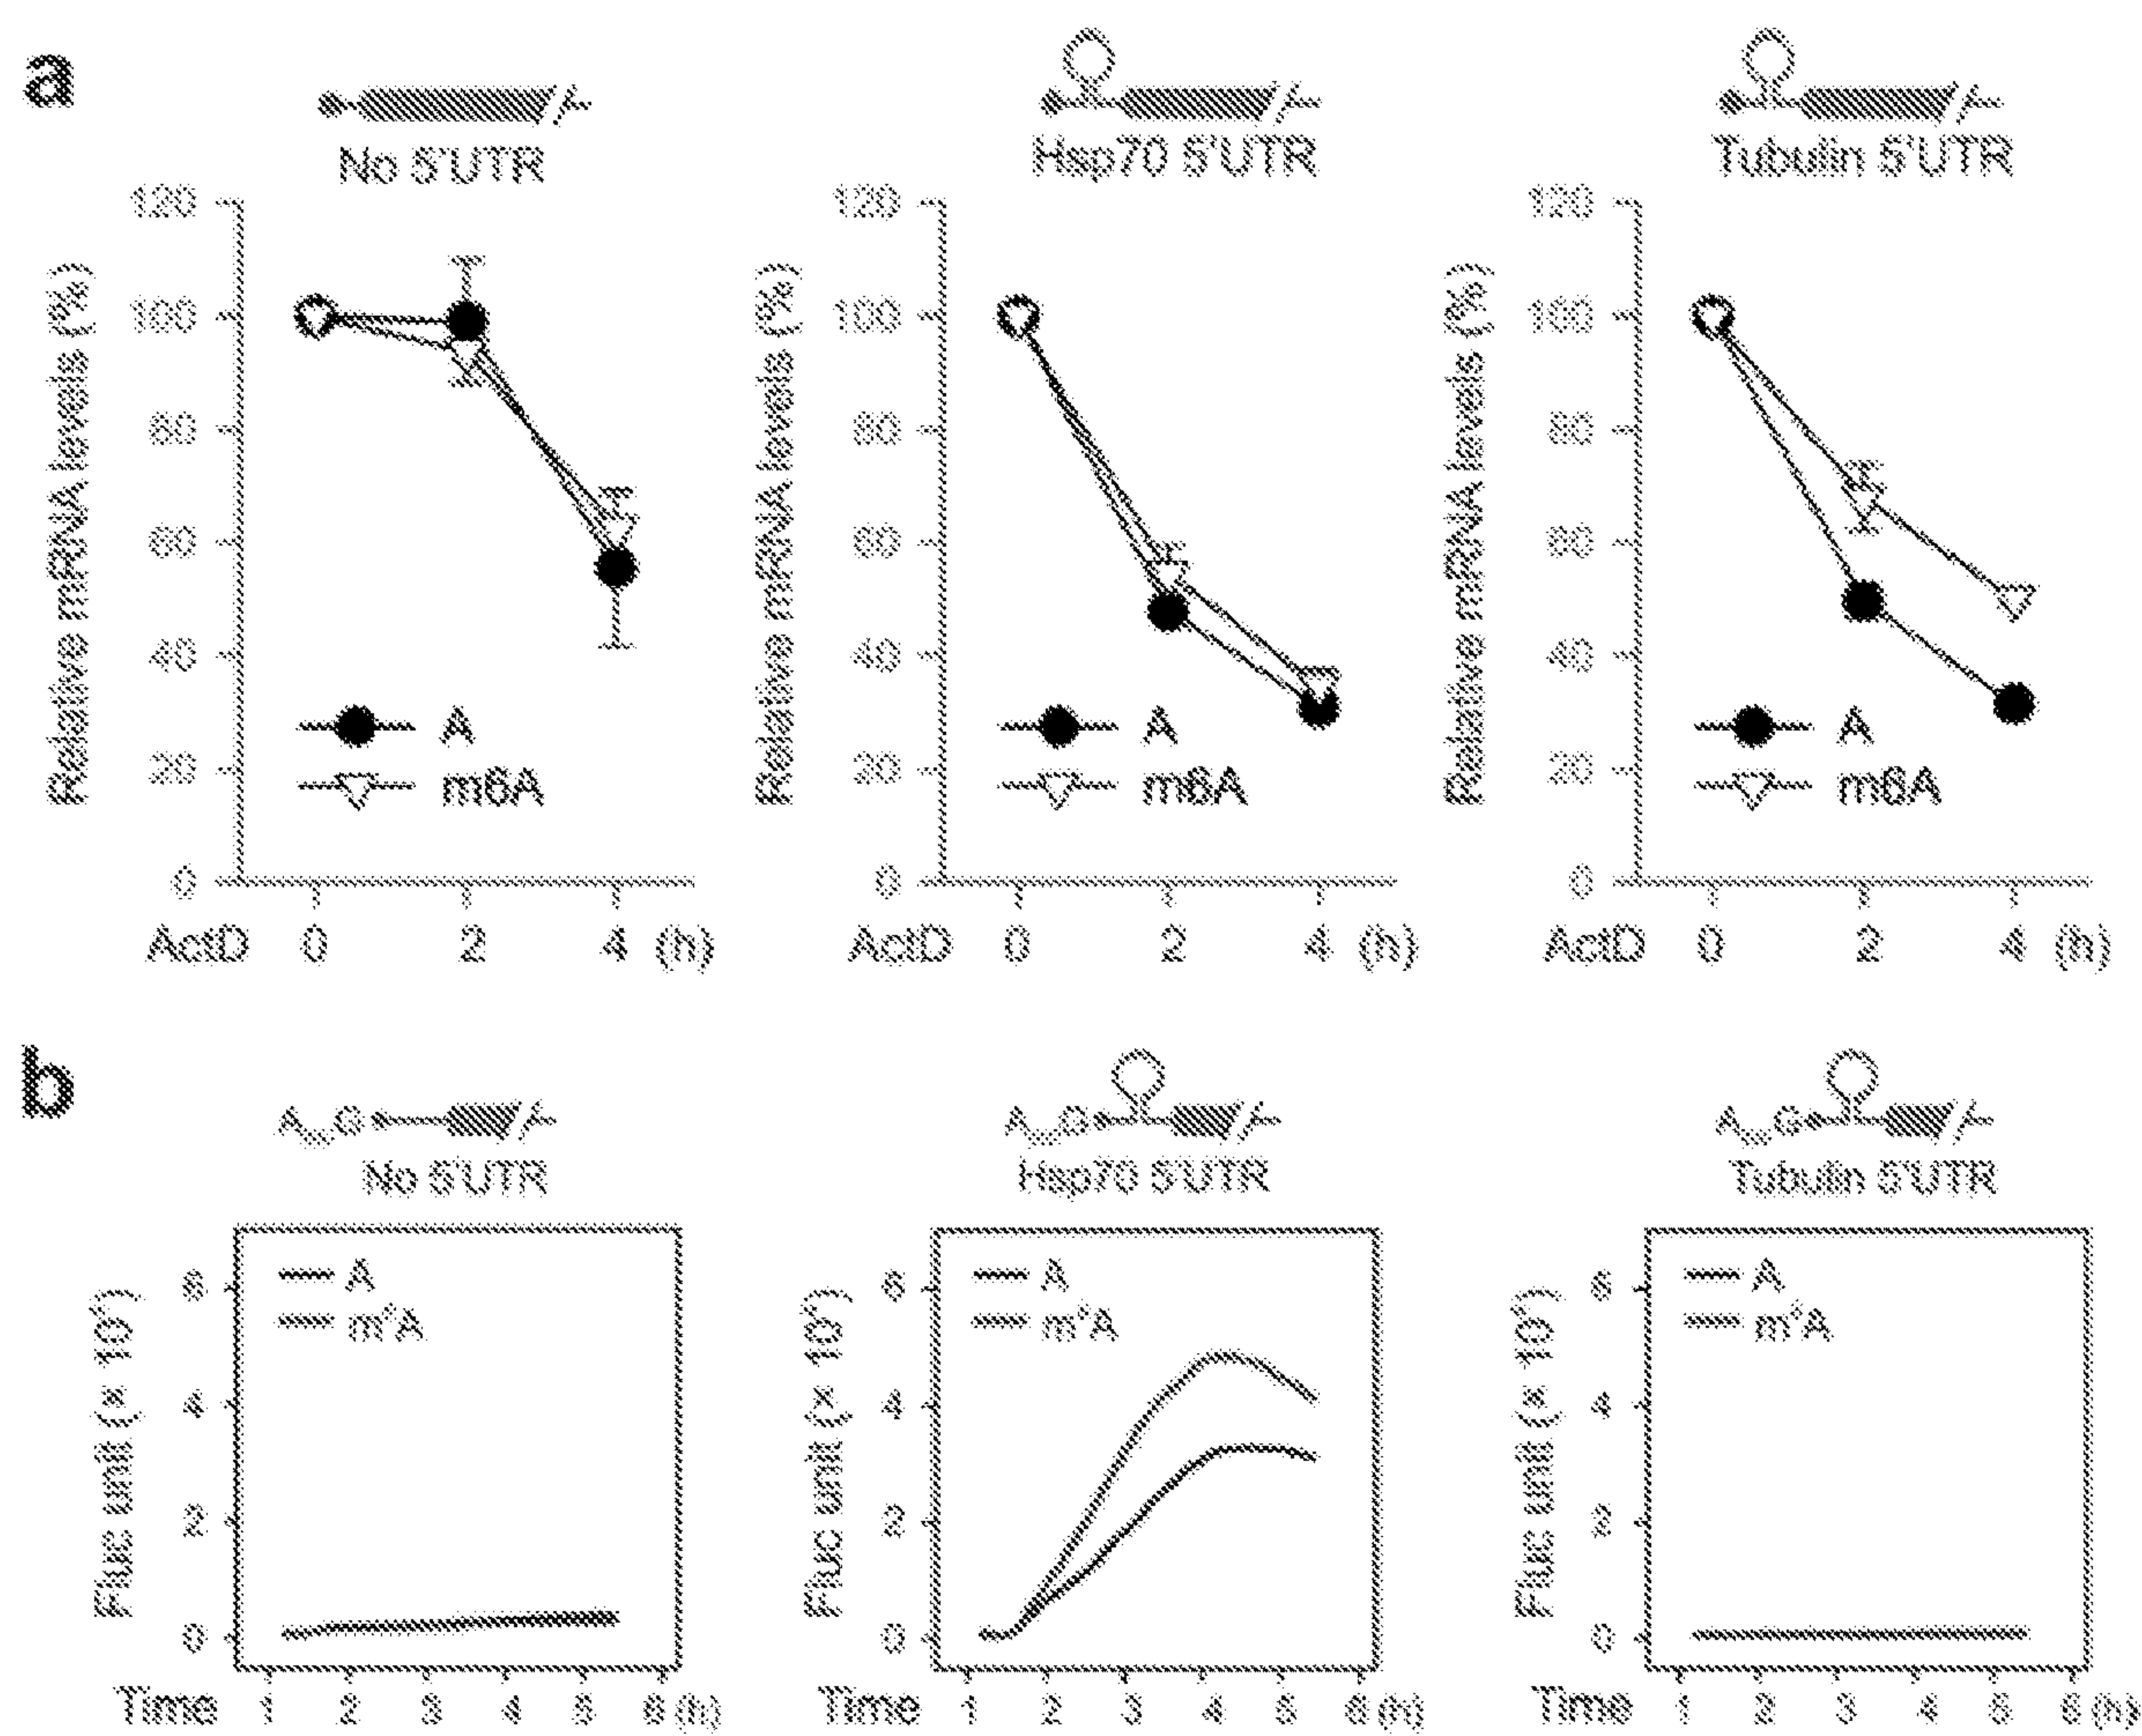 a
No 5'UTR
Hsp70 5'UTR
Tubulin 5'UTR
Relative mRNA levels (%)
120
100
80
60
40
20
0
A
m6A
ActD 0 2 4 (h)
Relative mRNA levels (%)
120
100
80
60
40
20
0
A
m6A
ActD 0 2 4 (h)
Relative mRNA levels (%)
120
100
80
60
40
20
0
A
m6A
ActD 0 2 4 (h)
b
A G
No 5'UTR
A G
Hsp70 5'UTR
A G
Tubulin 5'UTR
Fluc unit (×
6
4
2
0
A
m⁶A
Time 1 2 3 4 5 6 (h)
Fluc unit (×
6
4
2
0
A
m⁶A
Time 1 2 3 4 5 6 (h)
Fluc unit (×
6
4
2
0
A
m⁶A
Time 1 2 3 4 5 6 (h)